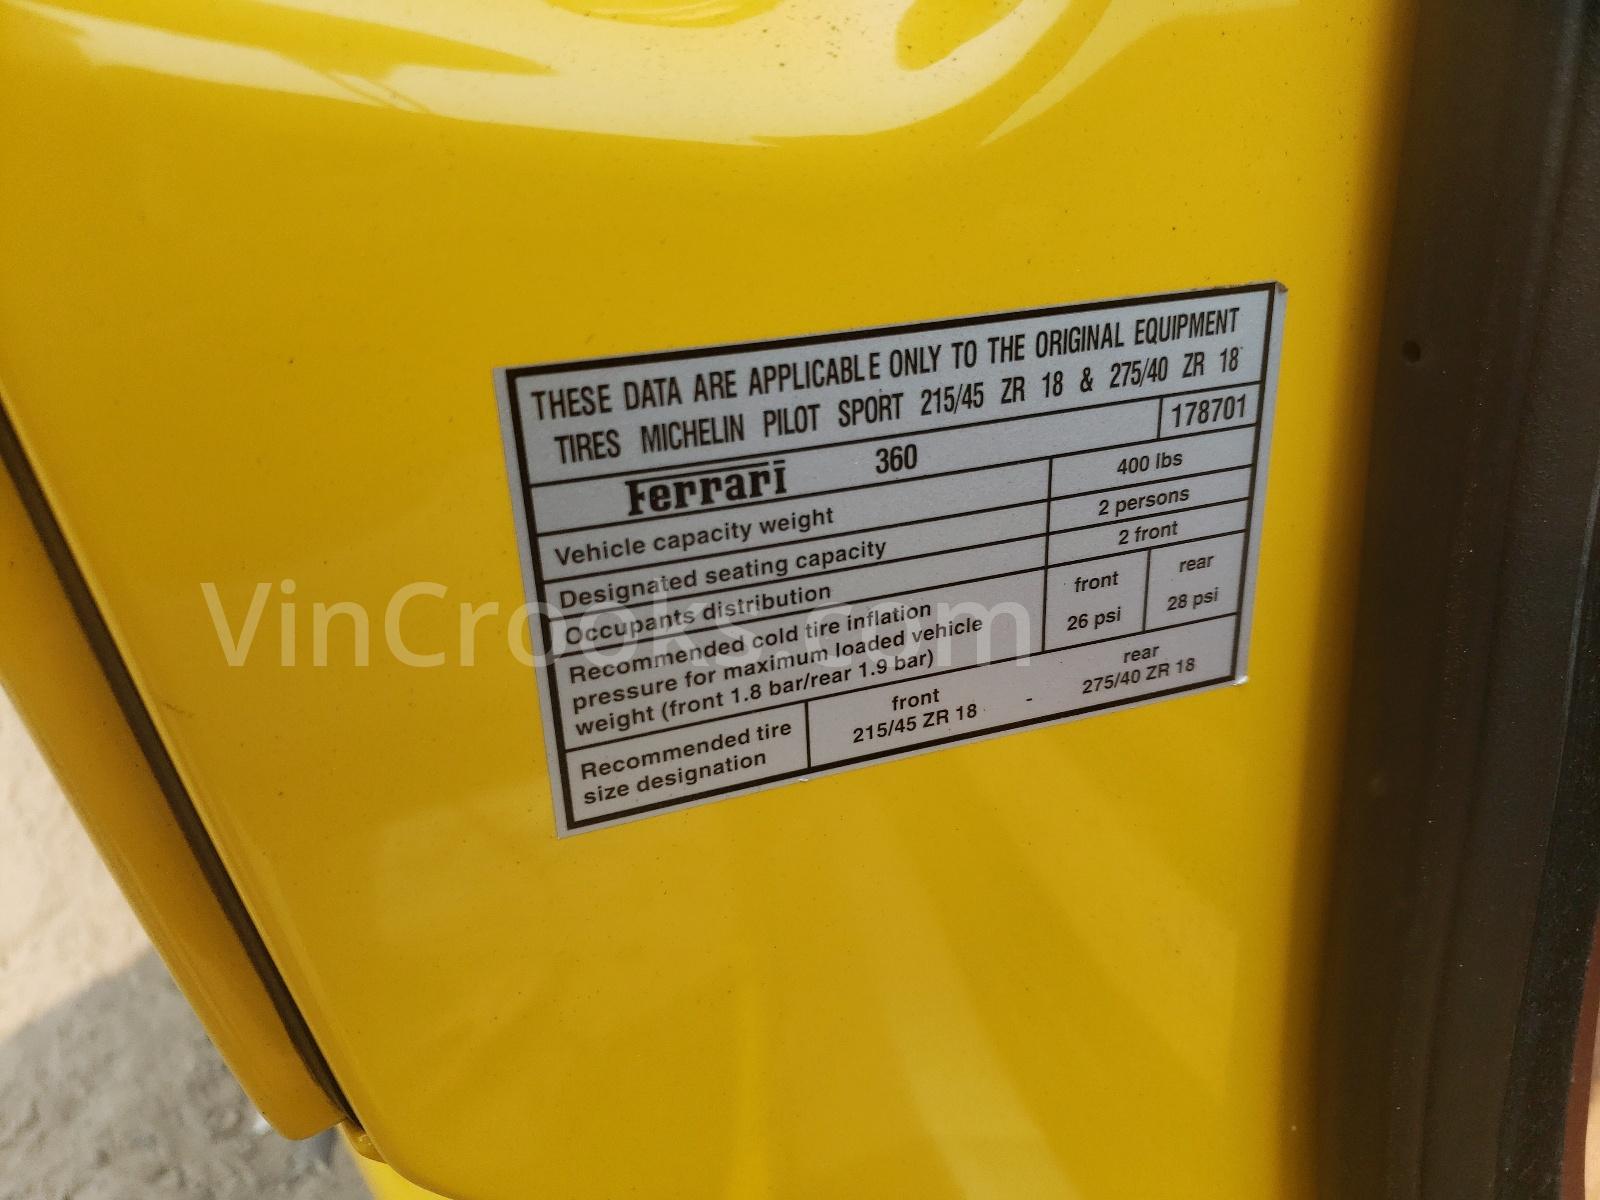 THESE DATA ARE APPLICABLE ONLY TO THE ORIGINAL EQUIPMENT
TIRES MICHELIN PILOT SPORT 215/45 ZR 18 & 275/40 ZR 18
Ferrari 360 178701
Vehicle capacity weight 400 lbs
Designated seating capacity 2 persons
Occupants distribution 2 front
Recommended cold tire inflation front rear
pressure for maximum loaded vehicle 26 psi 28 psi
weight (front 1.8 bar/rear 1.9 bar)
Recommended tire front - rear
size designation 215/45 ZR 18 275/40 ZR 18
VinCrooks.com